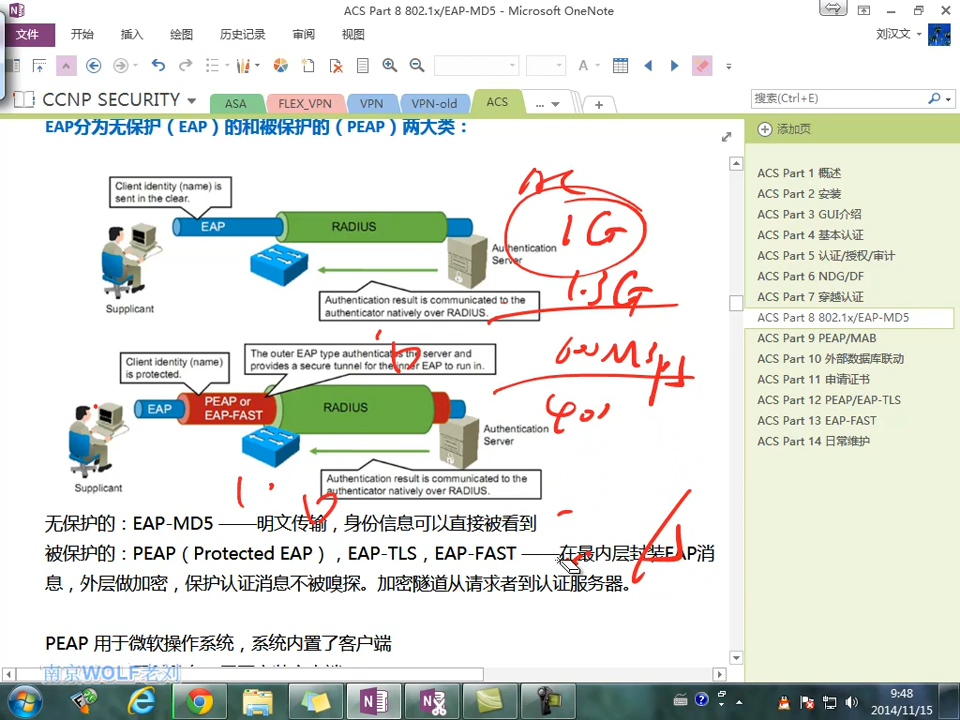 ACS Part 8 802.1x/EAP-MD5 - Microsoft OneNote
文件 开始 插入 绘图 历史记录 审阅 视图
刘汉文
CCNP SECURITY
ASA FLEX_VPN VPN VPN-old ACS ...
搜索(Ctrl+E)
添加页
EAP分为无保护（EAP）的和被保护的（PEAP）两大类：
Client identity (name) is
sent in the clear.
EAP
RADIUS
Authentication
Server
Supplicant
Authentication result is communicated to the
authenticator natively over RADIUS.
AC
1G
1.3G
600Mbps
Client identity (name)
is protected.
The outer EAP type authenticates the server and
provides a secure tunnel for the inner EAP to run in.
EAP
PEAP or
EAP-FAST
RADIUS
Authentication
Server
Supplicant
Authentication result is communicated to the
authenticator natively over RADIUS.
无保护的：EAP-MD5 ——明文传输，身份信息可以直接被看到
被保护的：PEAP（Protected EAP），EAP-TLS，EAP-FAST ——在最内层封装EAP消
息，外层做加密，保护认证消息不被嗅探。加密隧道从请求者到认证服务器。
PEAP 用于微软操作系统，系统内置了客户端
南京WOLF老刘
ACS Part 1 概述
ACS Part 2 安装
ACS Part 3 GUI介绍
ACS Part 4 基本认证
ACS Part 5 认证/授权/审计
ACS Part 6 NDG/DF
ACS Part 7 穿越认证
ACS Part 8 802.1x/EAP-MD5
ACS Part 9 PEAP/MAB
ACS Part 10 外部数据库联动
ACS Part 11 申请证书
ACS Part 12 PEAP/EAP-TLS
ACS Part 13 EAP-FAST
ACS Part 14 日常维护
9:48
2014/11/15